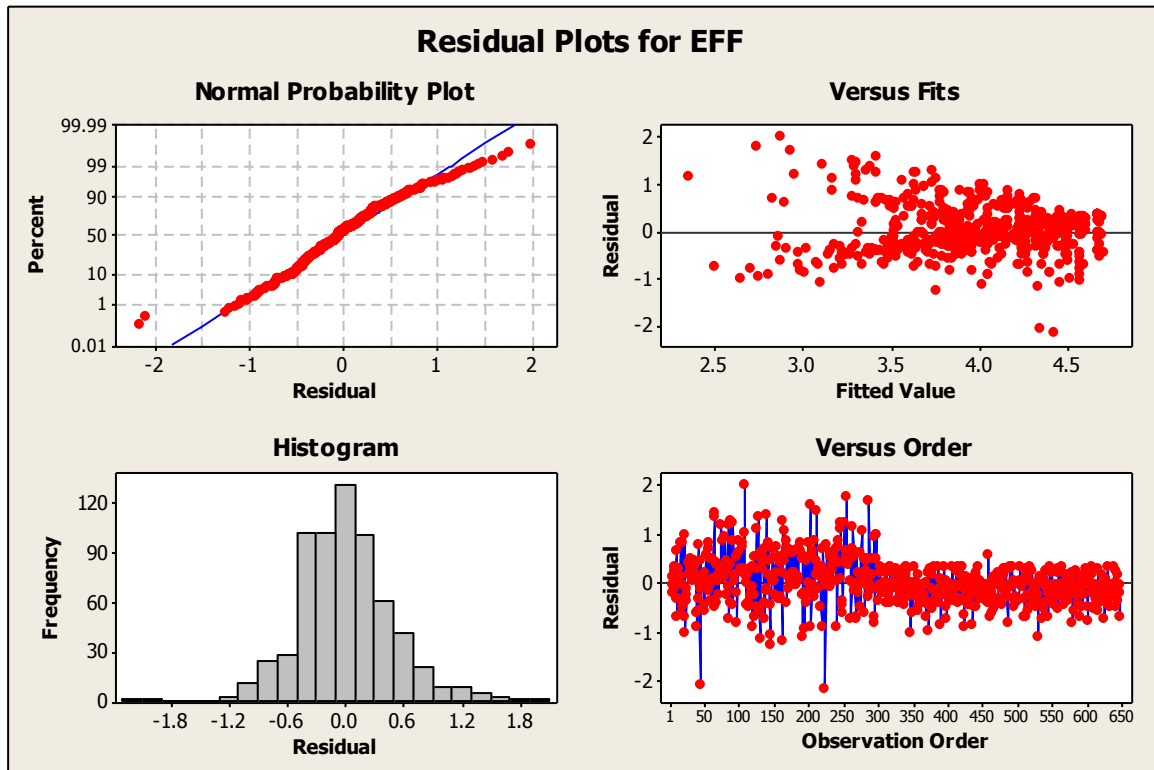 Residual Plots for EFF
Normal Probability Plot
99.99
99
90
50
10
1
0.01
Percent
-2 -1 0 1 2
Residual
Versus Fits
2
1
0
-1
-2
Residual
2.5 3.0 3.5 4.0 4.5
Fitted Value
Histogram
120
90
60
30
0
Frequency
-1.8 -1.2 -0.6 0.0 0.6 1.2 1.8
Residual
Versus Order
2
1
0
-1
-2
Residual
1 50 100 150 200 250 300 350 400 450 500 550 600 650
Observation Order